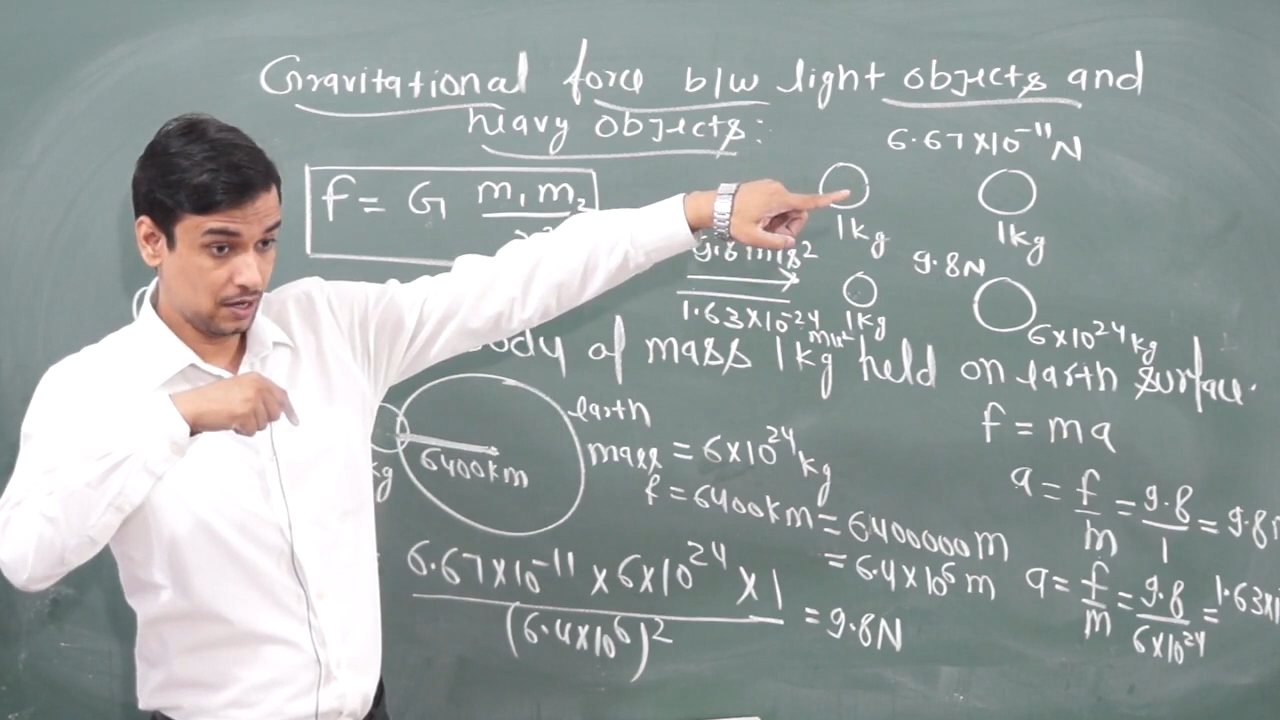 Gravitational force b/w light objects and
heavy objects:
6.67×10⁻¹¹N
F = G m₁m₂
1kg 1kg
9.8 m/s²
9.8N
1.63×10⁻²⁴ m/s² 1kg
6×10²⁴kg
body of mass 1kg held on earth surface.
earth
F = ma
mass = 6×10²⁴kg
6400km
kg
r = 6400km = 6400000m
= 6.4×10⁶m
a = F/m = 9.8/1 = 9.8
6.67×10⁻¹¹ × 6×10²⁴ × 1 / (6.4×10⁶)² = 9.8N
a = F/m = 9.8/6×10²⁴ = 1.63×1